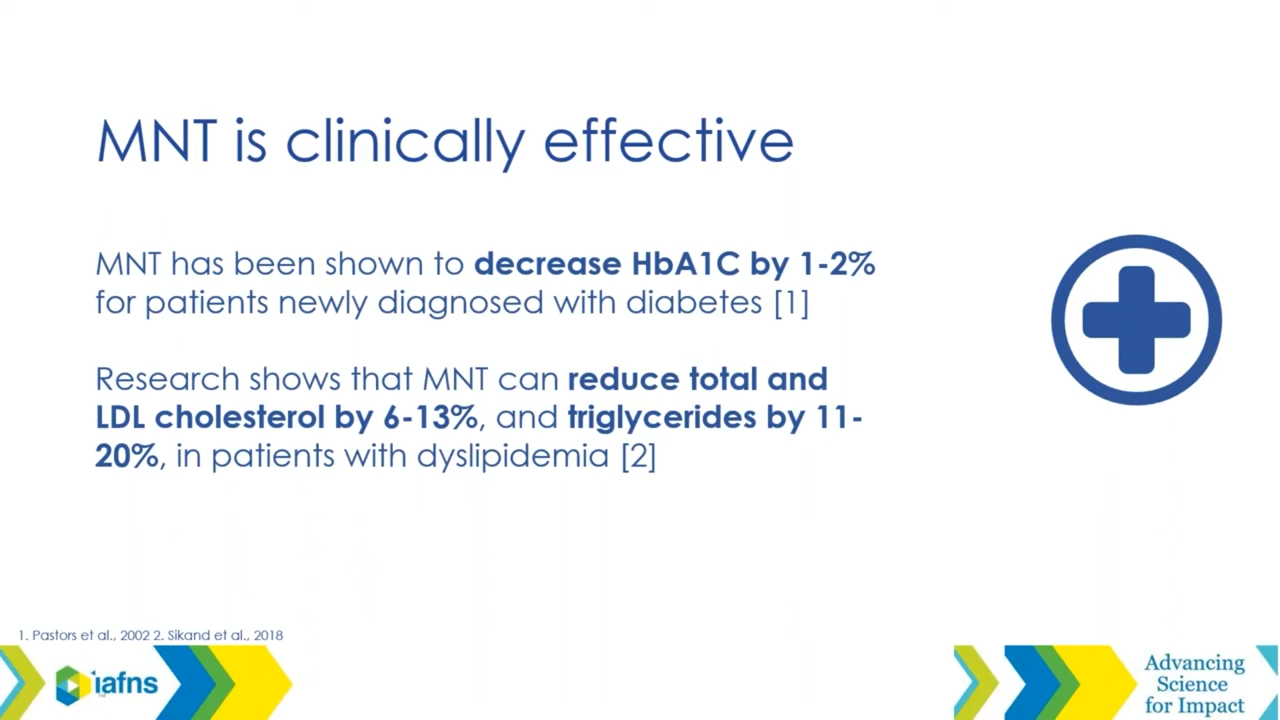 MNT is clinically effective
MNT has been shown to decrease HbA1C by 1-2%
for patients newly diagnosed with diabetes [1]
Research shows that MNT can reduce total and
LDL cholesterol by 6-13%, and triglycerides by 11-
20%, in patients with dyslipidemia [2]
1. Pastors et al., 2002 2. Sikand et al., 2018
iafns
TM
Advancing
Science
for Impact